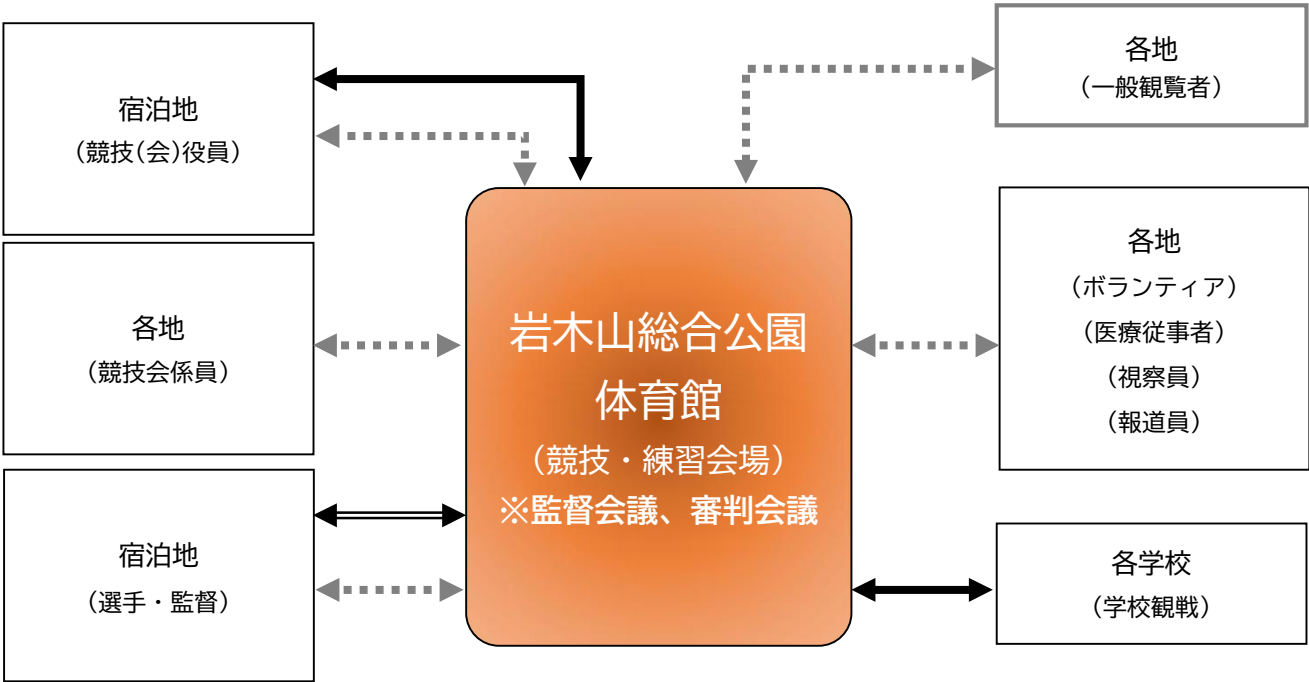 宿泊地
（競技(会)役員）
各地
（競技会係員）
宿泊地
（選手・監督）
岩木山総合公園
体育館
（競技・練習会場）
※監督会議、審判会議
各地
（一般観覧者）
各地
（ボランティア）
（医療従事者）
（視察員）
（報道員）
各学校
（学校観戦）